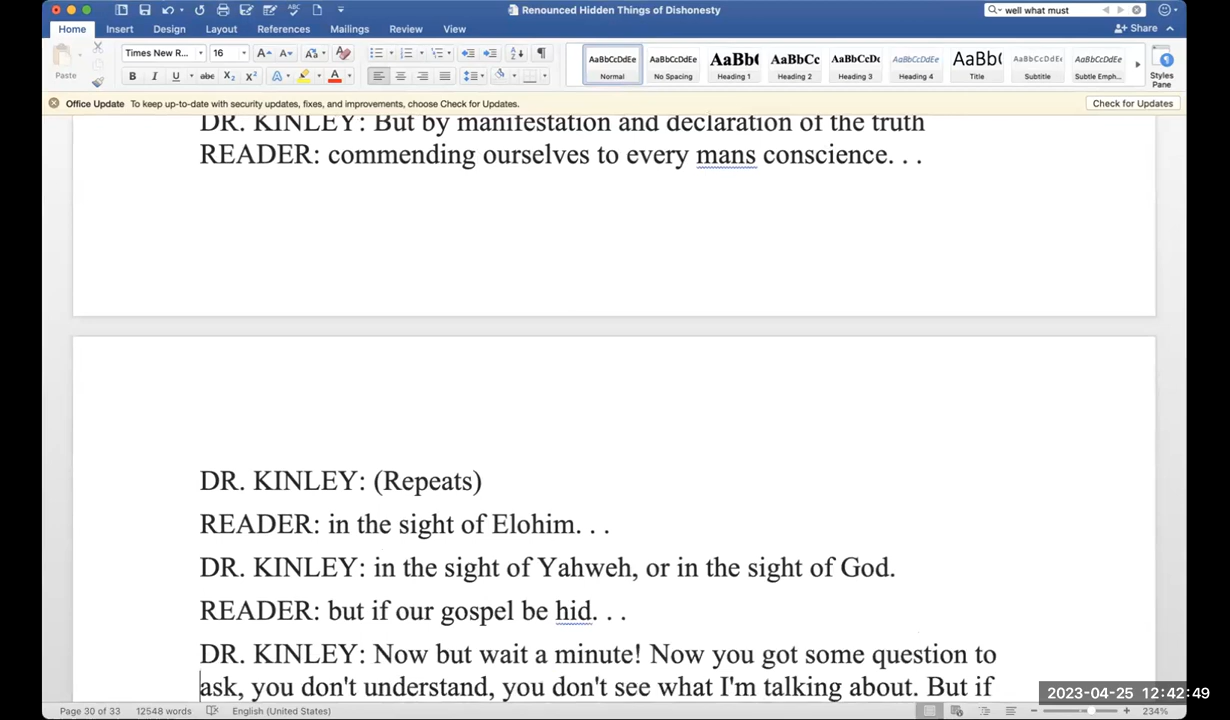 Renounced Hidden Things of Dishonesty
well what must
Home Insert Design Layout References Mailings Review View
Share
Paste
Times New R... 16
AaBbCcDdEe AaBbCcDdEe AaBb( AaBbCc AaBbCcDc AaBbCcDdEe AaBb( AaBbCcDdEe AaBbCcDdEe
Normal No Spacing Heading 1 Heading 2 Heading 3 Heading 4 Title Subtitle Subtle Emph... Styles Pane
Office Update To keep up-to-date with security updates, fixes, and improvements, choose Check for Updates. Check for Updates
DR. KINLEY: But by manifestation and declaration of the truth
READER: commending ourselves to every mans conscience. . .
DR. KINLEY: (Repeats)
READER: in the sight of Elohim. . .
DR. KINLEY: in the sight of Yahweh, or in the sight of God.
READER: but if our gospel be hid. . .
DR. KINLEY: Now but wait a minute! Now you got some question to
ask, you don't understand, you don't see what I'm talking about. But if
2023-04-25 12:42:49
Page 30 of 33 12548 words English (United States) 234%